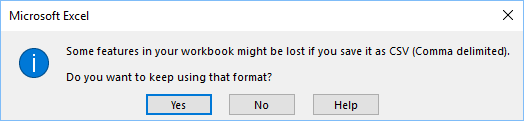 Microsoft Excel
Some features in your workbook might be lost if you save it as CSV (Comma delimited).
Do you want to keep using that format?
Yes
No
Help